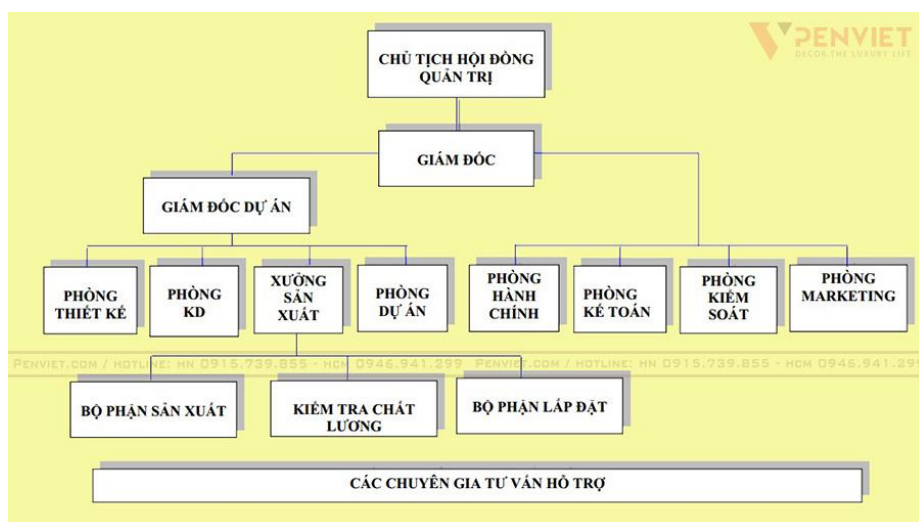 PENVIET
DECOR THE LUXURY LIFE
CHỦ TỊCH HỘI ĐỒNG
QUẢN TRỊ
GIÁM ĐỐC
GIÁM ĐỐC DỰ ÁN
PHÒNG
THIẾT KẾ
PHÒNG
KD
XƯỞNG
SẢN
XUẤT
PHÒNG
DỰ ÁN
PHÒNG
HÀNH
CHÍNH
PHÒNG
KẾ TOÁN
PHÒNG
KIỂM
SOÁT
PHÒNG
MARKETING
PENVIET.COM / HOTLINE: HN 0915.739.855 - HCM 0946.941.299 PENVIET.COM / HOTLINE: HN 0915.739.855 - HCM 0946.941.299
BỘ PHẬN SẢN XUẤT
KIỂM TRA CHẤT
LƯƠNG
BỘ PHẬN LẮP ĐẶT
CÁC CHUYÊN GIA TƯ VẤN HỖ TRỢ